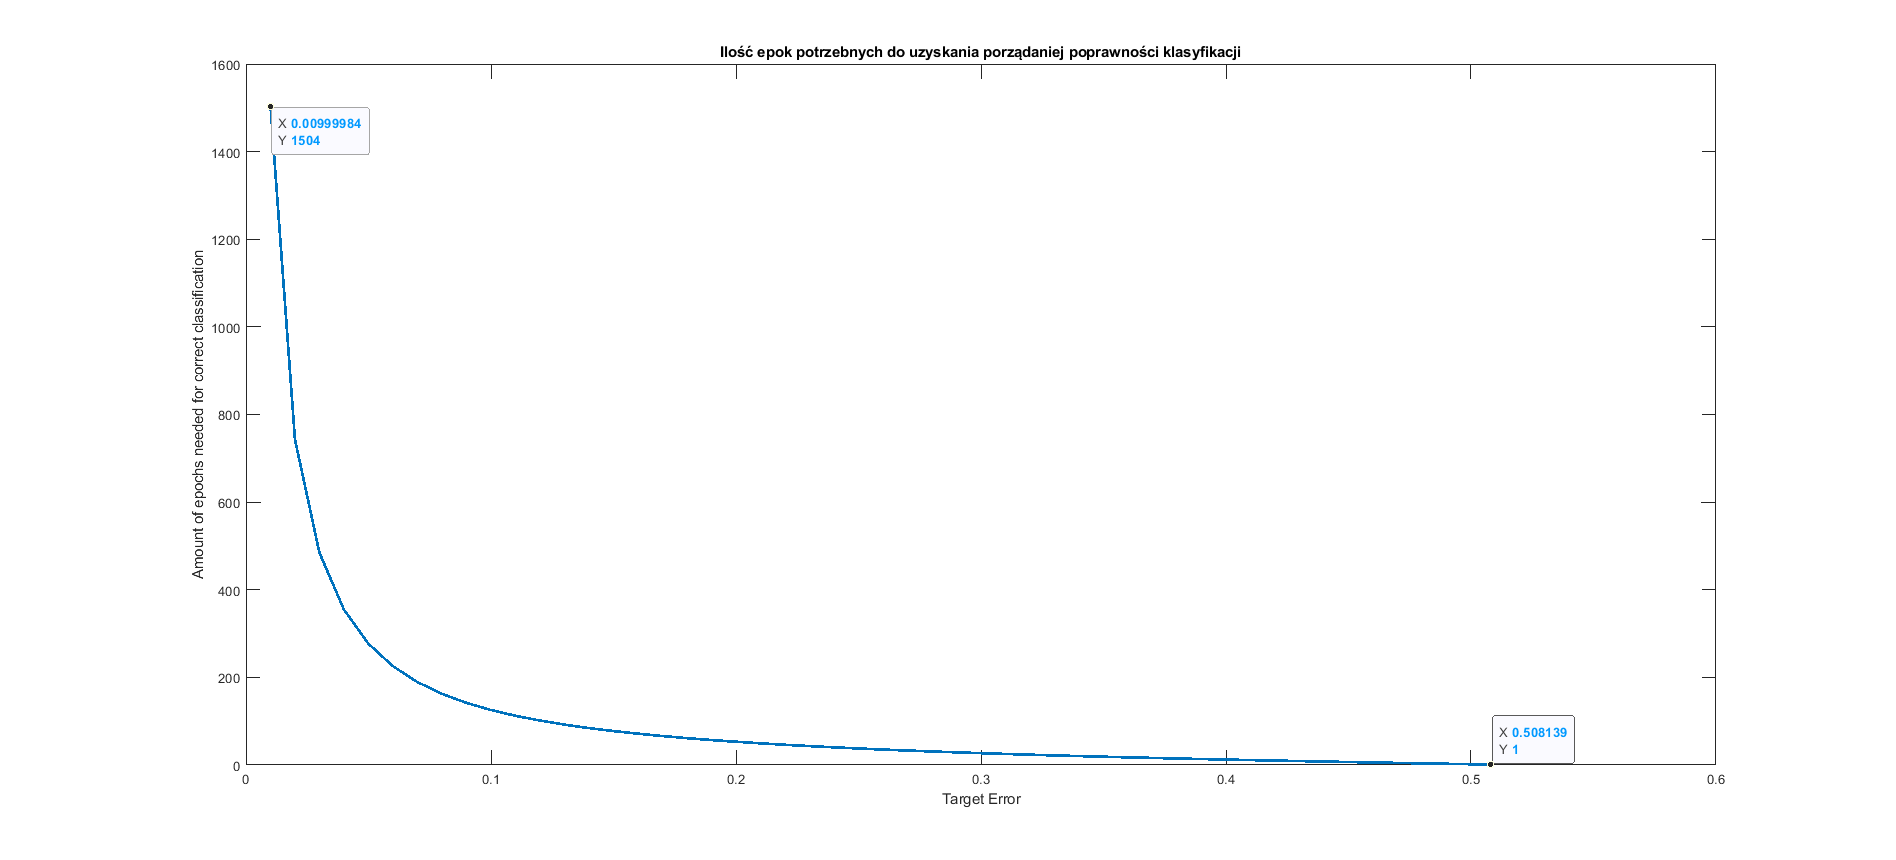 Ilość epok potrzebnych do uzyskania porządaniej poprawności klasyfikacji
1600
1400
1200
1000
800
600
400
200
0
Amount of epochs needed for correct classification
X 0.00999984
Y 1504
X 0.508139
Y 1
0 0.1 0.2 0.3 0.4 0.5 0.6
Target Error